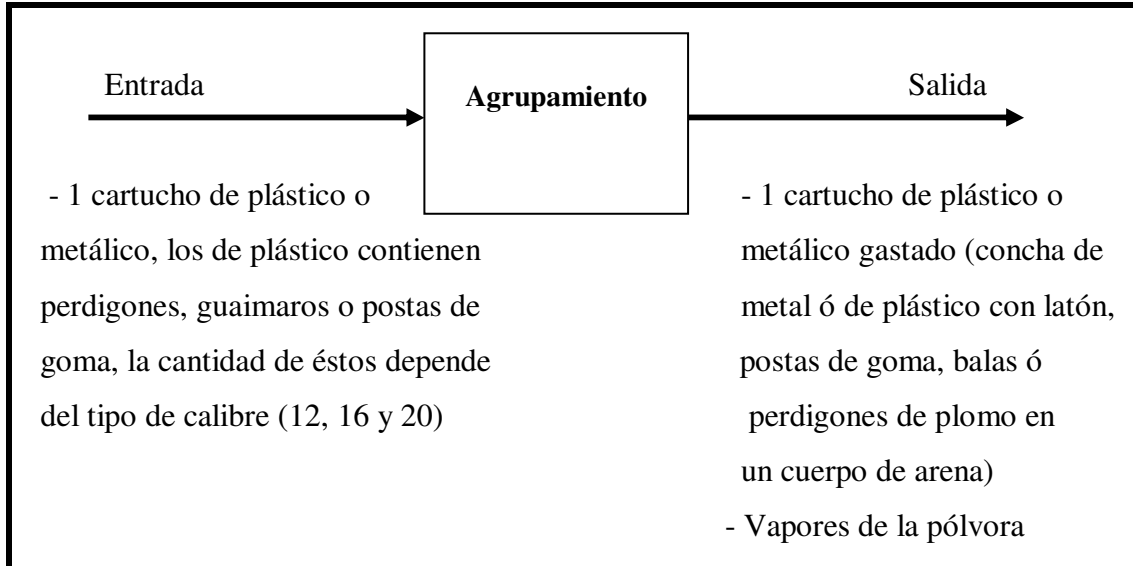 Entrada
Agrupamiento
Salida
- 1 cartucho de plástico o
metálico, los de plástico contienen
perdigones, guaimaros o postas de
goma, la cantidad de éstos depende
del tipo de calibre (12, 16 y 20)
- 1 cartucho de plástico o
metálico gastado (concha de
metal ó de plástico con latón,
postas de goma, balas ó
perdigones de plomo en
un cuerpo de arena)
- Vapores de la pólvora